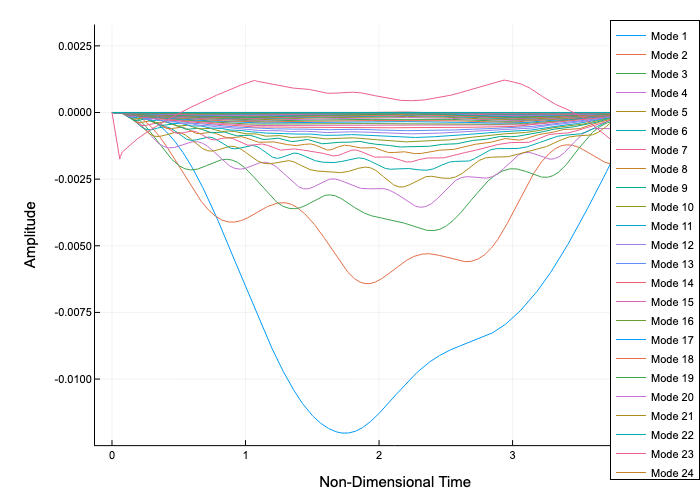 0.0025
0.0000
-0.0025
-0.0050
-0.0075
-0.0100
Amplitude
0 1 2 3
Non-Dimensional Time
Mode 1
Mode 2
Mode 3
Mode 4
Mode 5
Mode 6
Mode 7
Mode 8
Mode 9
Mode 10
Mode 11
Mode 12
Mode 13
Mode 14
Mode 15
Mode 16
Mode 17
Mode 18
Mode 19
Mode 20
Mode 21
Mode 22
Mode 23
Mode 24